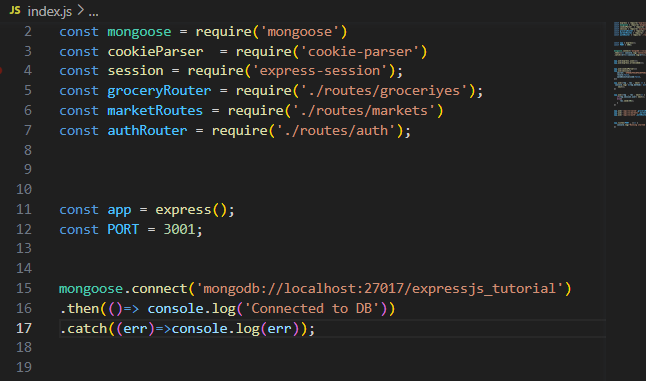 JS index.js > ...
2 const mongoose = require('mongoose')
3 const cookieParser  = require('cookie-parser')
4 const session = require('express-session');
5 const groceryRouter = require('./routes/groceriyes');
6 const marketRoutes = require('./routes/markets')
7 const authRouter = require('./routes/auth');
8
9
10
11 const app = express();
12 const PORT = 3001;
13
14
15 mongoose.connect('mongodb://localhost:27017/expressjs_tutorial')
16 .then(()=> console.log('Connected to DB'))
17 .catch((err)=>console.log(err));
18
19